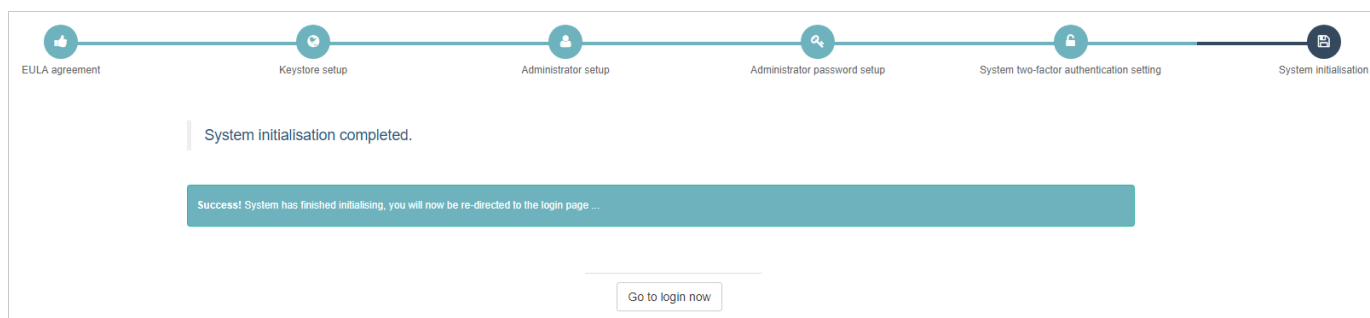 EULA agreement
Keystore setup
Administrator setup
Administrator password setup
System two-factor authentication setting
System initialisation
System initialisation completed.
Success! System has finished initialising, you will now be re-directed to the login page ...
Go to login now